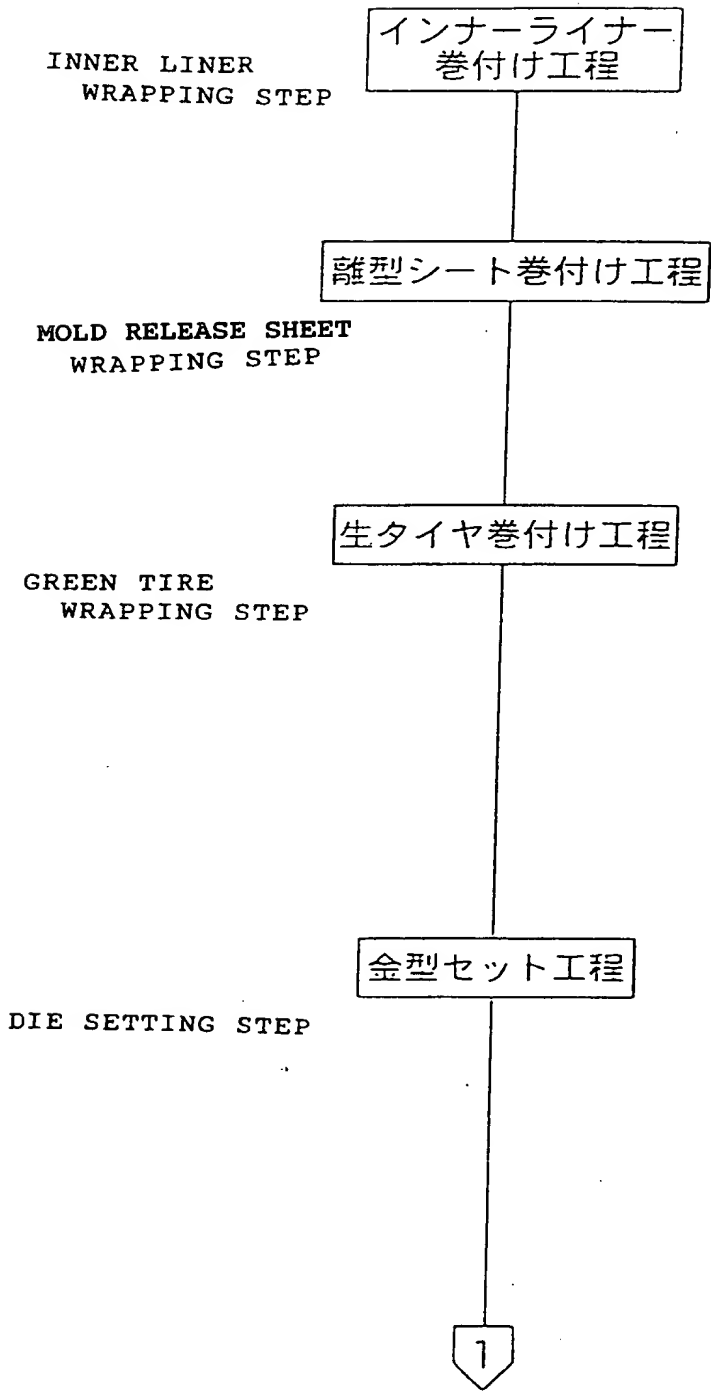 インナーライナー
巻付け工程
INNER LINER
WRAPPING STEP
離型シート巻付け工程
MOLD RELEASE SHEET
WRAPPING STEP
生タイヤ巻付け工程
GREEN TIRE
WRAPPING STEP
金型セット工程
DIE SETTING STEP
1